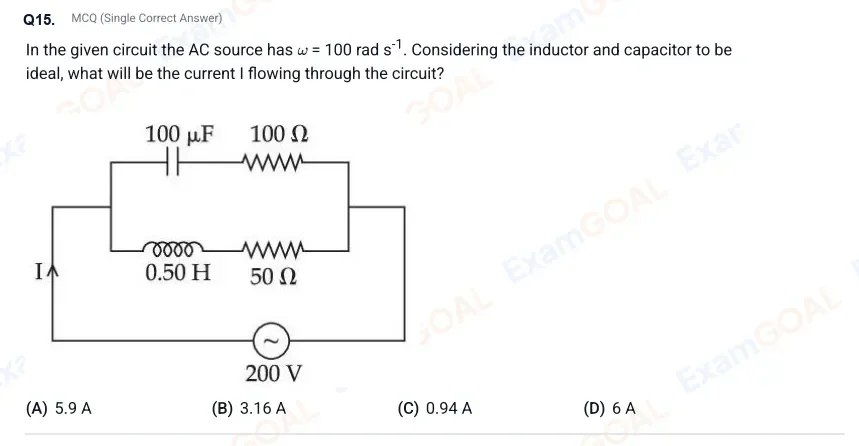 Q15. MCQ (Single Correct Answer)
In the given circuit the AC source has ω = 100 rad s⁻¹. Considering the inductor and capacitor to be
ideal, what will be the current I flowing through the circuit?
100 μF 100 Ω
I
0.50 H 50 Ω
~
200 V
(A) 5.9 A (B) 3.16 A (C) 0.94 A (D) 6 A
ExamGOAL
ExamGOAL